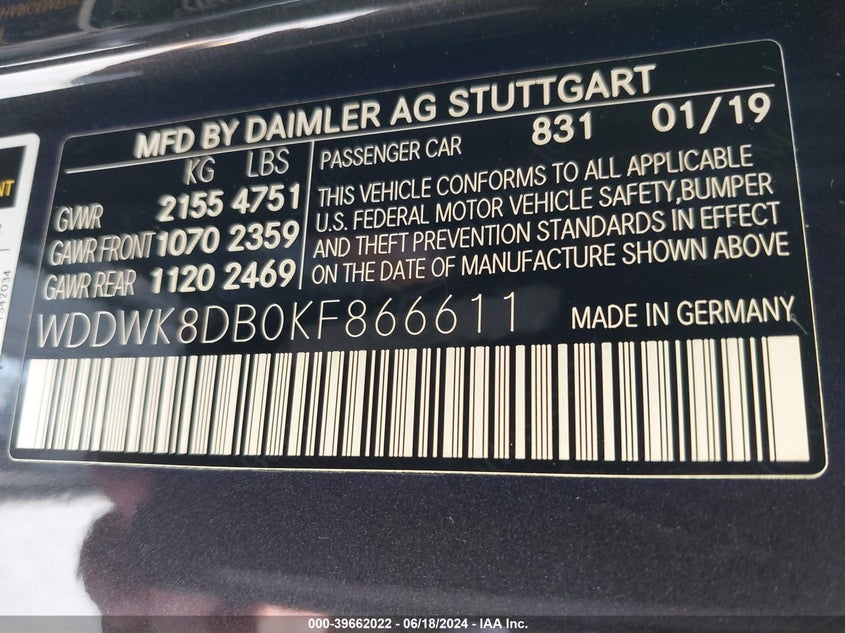 MFD BY DAIMLER AG STUTTGART
KG LBS
GVWR 2155 4751
GAWR FRONT 1070 2359
GAWR REAR 1120 2469
PASSENGER CAR 831 01/19
THIS VEHICLE CONFORMS TO ALL APPLICABLE
U.S. FEDERAL MOTOR VEHICLE SAFETY,BUMPER
AND THEFT PREVENTION STANDARDS IN EFFECT
ON THE DATE OF MANUFACTURE SHOWN ABOVE
WDDWK8DB0KF866611 MADE IN GERMANY
000-39662022 - 06/18/2024 - IAA Inc.